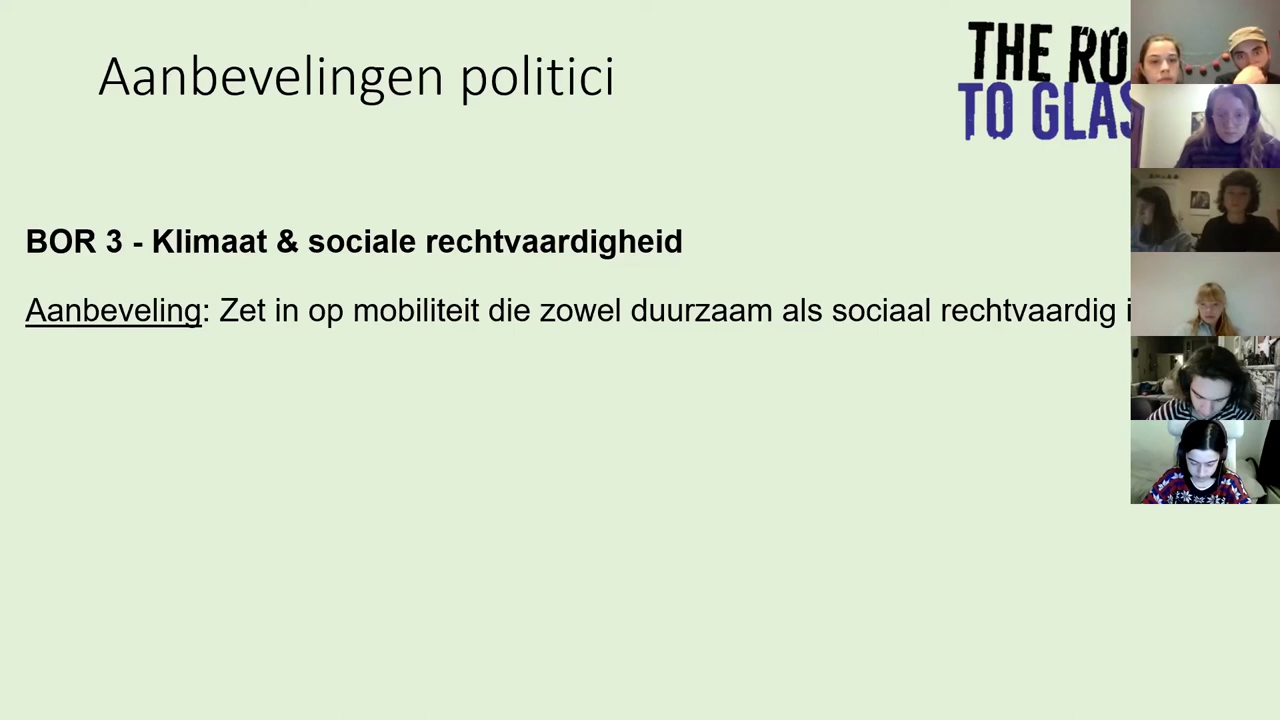 Aanbevelingen politici
THE RO
TO GLAS
BOR 3 - Klimaat & sociale rechtvaardigheid
Aanbeveling: Zet in op mobiliteit die zowel duurzaam als sociaal rechtvaardig i